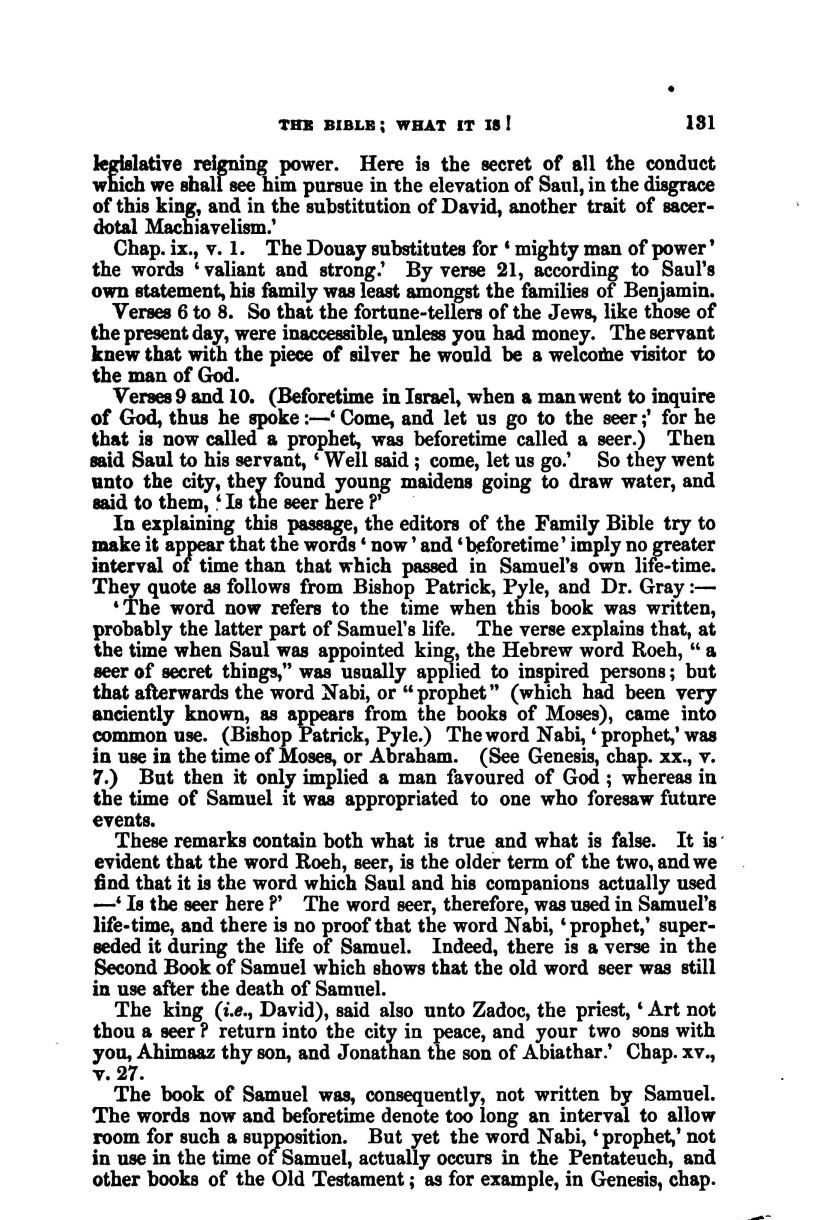 THE BIBLE; WHAT IT IS! 131
legislative reigning power. Here is the secret of all the conduct
which we shall see him pursue in the elevation of Saul, in the disgrace
of this king, and in the substitution of David, another trait of sacer-
dotal Machiavelism.'
Chap. ix., v. 1. The Douay substitutes for 'mighty man of power'
the words 'valiant and strong.' By verse 21, according to Saul's
own statement, his family was least amongst the families of Benjamin.
Verses 6 to 8. So that the fortune-tellers of the Jews, like those of
the present day, were inaccessible, unless you had money. The servant
knew that with the piece of silver he would be a welcome visitor to
the man of God.
Verses 9 and 10. (Beforetime in Israel, when a man went to inquire
of God, thus he spoke:—'Come, and let us go to the seer;' for he
that is now called a prophet, was beforetime called a seer.) Then
said Saul to his servant, 'Well said; come, let us go.' So they went
unto the city, they found young maidens going to draw water, and
said to them, 'Is the seer here?'
In explaining this passage, the editors of the Family Bible try to
make it appear that the words 'now' and 'beforetime' imply no greater
interval of time than that which passed in Samuel's own life-time.
They quote as follows from Bishop Patrick, Pyle, and Dr. Gray:—
'The word now refers to the time when this book was written,
probably the latter part of Samuel's life. The verse explains that, at
the time when Saul was appointed king, the Hebrew word Roeh, "a
seer of secret things," was usually applied to inspired persons; but
that afterwards the word Nabi, or "prophet" (which had been very
anciently known, as appears from the books of Moses), came into
common use. (Bishop Patrick, Pyle.) The word Nabi, 'prophet,' was
in use in the time of Moses, or Abraham. (See Genesis, chap. xx., v.
7.) But then it only implied a man favoured of God; whereas in
the time of Samuel it was appropriated to one who foresaw future
events.
These remarks contain both what is true and what is false. It is
evident that the word Roeh, seer, is the older term of the two, and we
find that it is the word which Saul and his companions actually used
—'Is the seer here?' The word seer, therefore, was used in Samuel's
life-time, and there is no proof that the word Nabi, 'prophet,' super-
seded it during the life of Samuel. Indeed, there is a verse in the
Second Book of Samuel which shows that the old word seer was still
in use after the death of Samuel.
The king (i.e., David), said also unto Zadoc, the priest, 'Art not
thou a seer? return into the city in peace, and your two sons with
you, Ahimaaz thy son, and Jonathan the son of Abiathar.' Chap. xv.,
v. 27.
The book of Samuel was, consequently, not written by Samuel.
The words now and beforetime denote too long an interval to allow
room for such a supposition. But yet the word Nabi, 'prophet,' not
in use in the time of Samuel, actually occurs in the Pentateuch, and
other books of the Old Testament; as for example, in Genesis, chap.